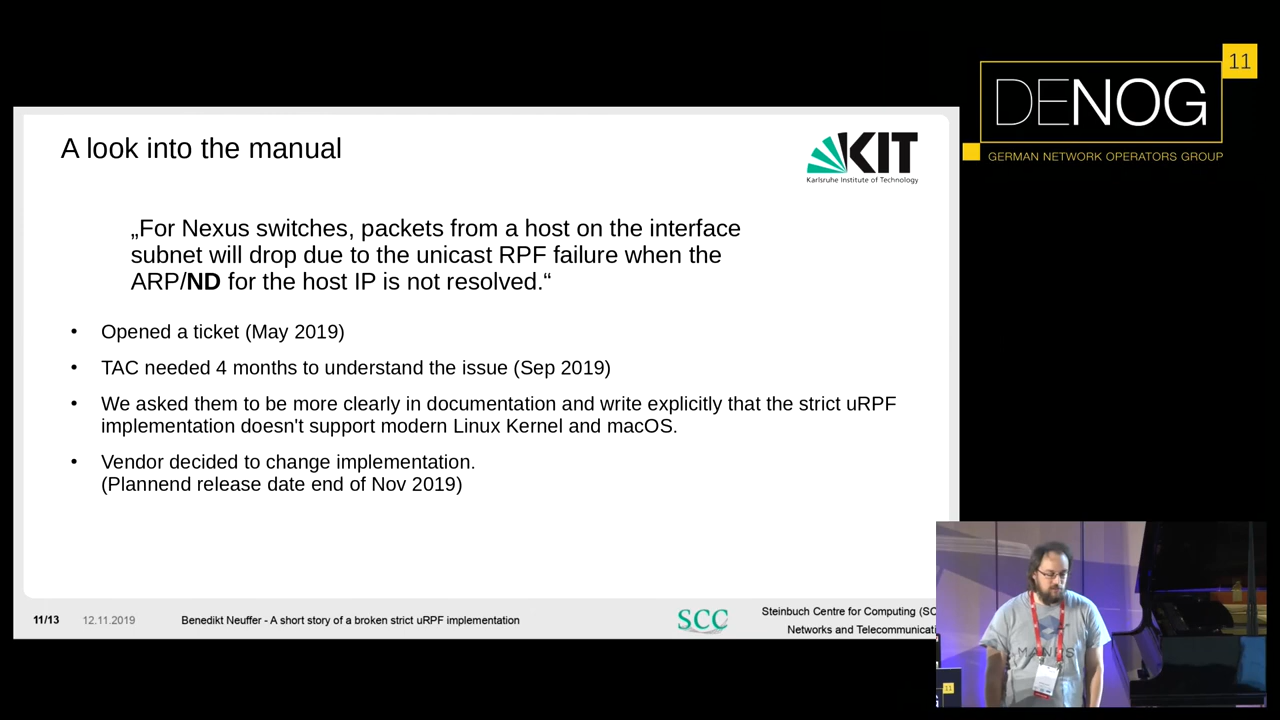 11
DENOG
GERMAN NETWORK OPERATORS GROUP
A look into the manual
KIT
Karlsruhe Institute of Technology
„For Nexus switches, packets from a host on the interface
subnet will drop due to the unicast RPF failure when the
ARP/ND for the host IP is not resolved.“
• Opened a ticket (May 2019)
• TAC needed 4 months to understand the issue (Sep 2019)
• We asked them to be more clearly in documentation and write explicitly that the strict uRPF
implementation doesn't support modern Linux Kernel and macOS.
• Vendor decided to change implementation.
(Plannend release date end of Nov 2019)
11/13
12.11.2019
Benedikt Neuffer - A short story of a broken strict uRPF implementation
SCC
Steinbuch Centre for Computing (SC
Networks and Telecommunicati
11